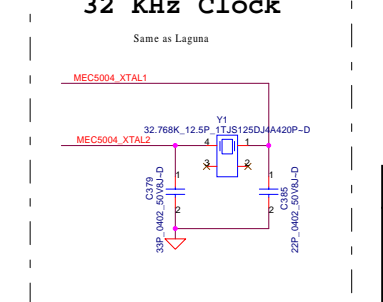 32 KHz Clock
Same as Laguna
MEC5004_XTAL1
Y1
32.768K_12.5P_1TJS125DJ4A420P~D
MEC5004_XTAL2
4
1
3
2
1
C379
2
33P_0402_50V8J~D
1
C385
2
22P_0402_50V8J~D